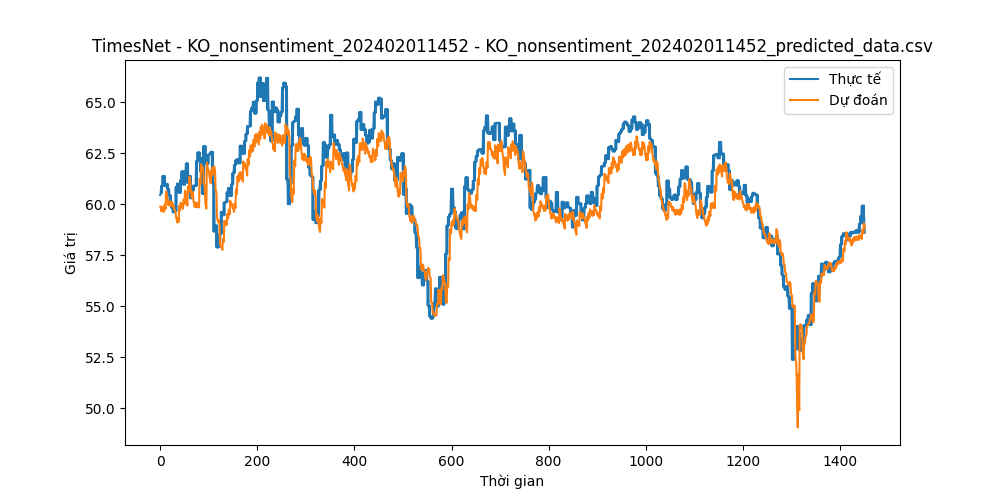 TimesNet - KO_nonsentiment_202402011452 - KO_nonsentiment_202402011452_predicted_data.csv
Thực tế
Dự đoán
Giá trị
65.0
62.5
60.0
57.5
55.0
52.5
50.0
0 200 400 600 800 1000 1200 1400
Thời gian